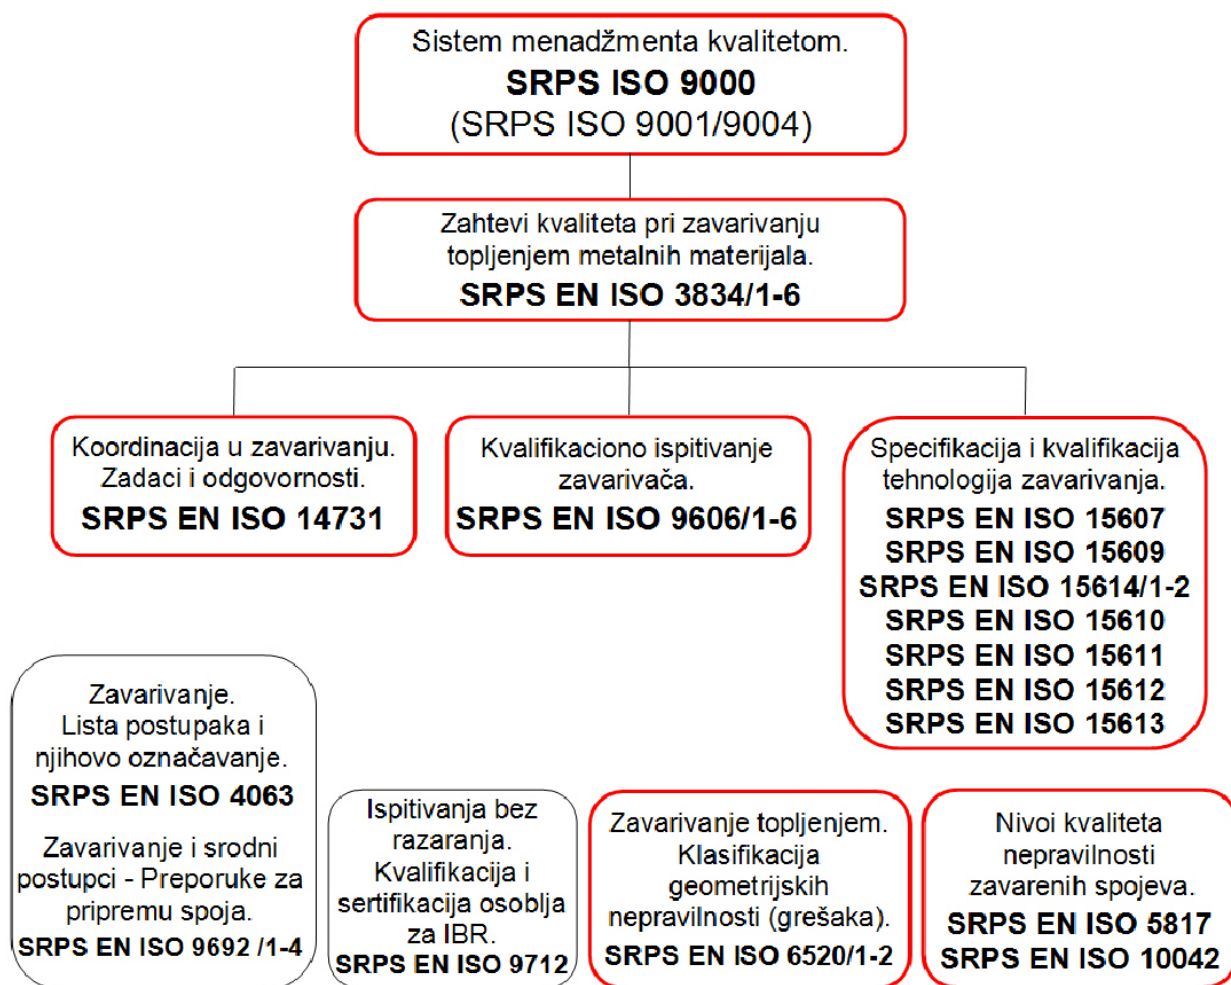 Sistem menadžmenta kvalitetom.
SRPS ISO 9000
(SRPS ISO 9001/9004)
Zahtevi kvaliteta pri zavarivanju
topljenjem metalnih materijala.
SRPS EN ISO 3834/1-6
Koordinacija u zavarivanju.
Zadaci i odgovornosti.
SRPS EN ISO 14731
Kvalifikaciono ispitivanje
zavarivača.
SRPS EN ISO 9606/1-6
Specifikacija i kvalifikacija
tehnologija zavarivanja.
SRPS EN ISO 15607
SRPS EN ISO 15609
SRPS EN ISO 15614/1-2
SRPS EN ISO 15610
SRPS EN ISO 15611
SRPS EN ISO 15612
SRPS EN ISO 15613
Zavarivanje.
Lista postupaka i
njihovo označavanje.
SRPS EN ISO 4063
Zavarivanje i srodni
postupci - Preporuke za
pripremu spoja.
SRPS EN ISO 9692 /1-4
Ispitivanja bez
razaranja.
Kvalifikacija i
sertifikacija osoblja
za IBR.
SRPS EN ISO 9712
Zavarivanje topljenjem.
Klasifikacija
geometrijskih
nepravilnosti (grešaka).
SRPS EN ISO 6520/1-2
Nivoi kvaliteta
nepravilnosti
zavarenih spojeva.
SRPS EN ISO 5817
SRPS EN ISO 10042